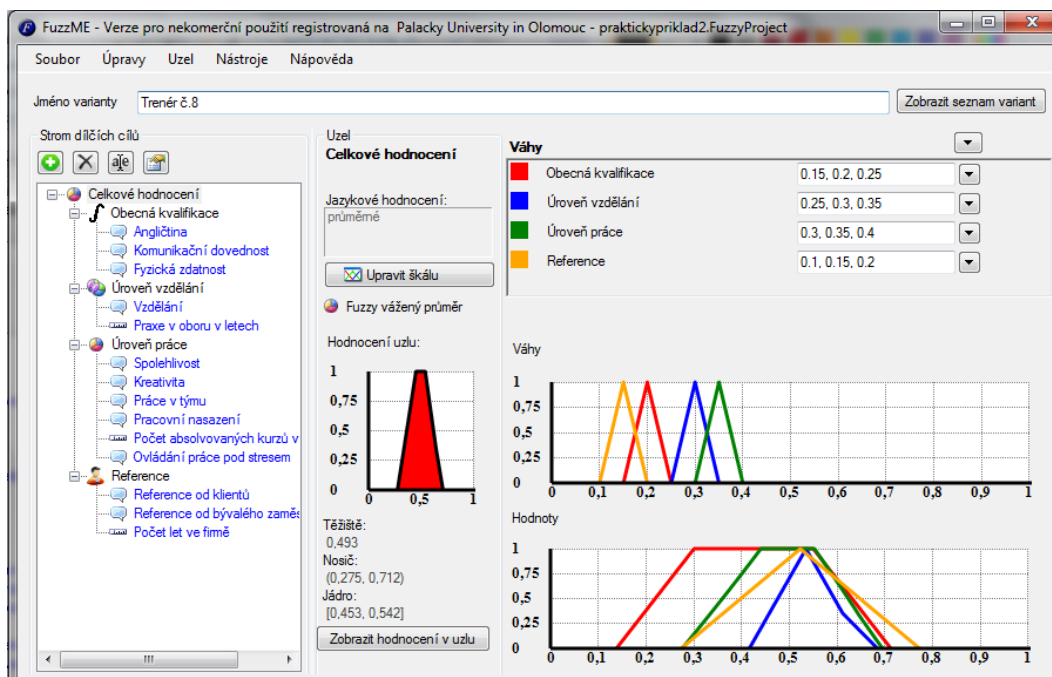 FuzzME - Verze pro nekomerční použití registrovaná na Palacky University in Olomouc - praktickypriklad2.FuzzyProject
Soubor Úpravy Uzel Nástroje Nápověda
Jméno varianty Trenér č.8 Zobrazit seznam variant
Strom dílčích cílů
Celkové hodnocení
Obecná kvalifikace
Angličtina
Komunikační dovednost
Fyzická zdatnost
Úroveň vzdělání
Vzdělání
Praxe v oboru v letech
Úroveň práce
Spolehlivost
Kreativita
Práce v týmu
Pracovní nasazení
Počet absolvovaných kurzů v
Ovládání práce pod stresem
Reference
Reference od klientů
Reference od bývalého zaměs
Počet let ve firmě
Uzel
Celkové hodnocení
Jazykové hodnocení:
průměrné
Upravit škálu
Fuzzy vážený průměr
Hodnocení uzlu:
1
0,75
0,5
0,25
0
0 0,5 1
Těžiště:
0,493
Nosič:
(0,275, 0,712)
Jádro:
[0,453, 0,542]
Zobrazit hodnocení v uzlu
Váhy
Obecná kvalifikace 0.15, 0.2, 0.25
Úroveň vzdělání 0.25, 0.3, 0.35
Úroveň práce 0.3, 0.35, 0.4
Reference 0.1, 0.15, 0.2
Váhy
1
0,75
0,5
0,25
0
0 0,1 0,2 0,3 0,4 0,5 0,6 0,7 0,8 0,9 1
Hodnoty
1
0,75
0,5
0,25
0
0 0,1 0,2 0,3 0,4 0,5 0,6 0,7 0,8 0,9 1